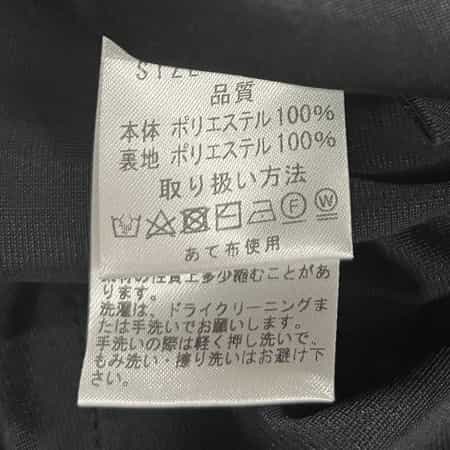 SIZE
品質
本体 ポリエステル100%
裏地 ポリエステル100%
取り扱い方法
F W
あて布使用
性質上多少縮むことがあ
ります。
洗濯は、ドライクリーニングま
たは手洗いでお願いします。
手洗いの際は軽く押し洗いで、
もみ洗い・擦り洗いはお避け下
さい。